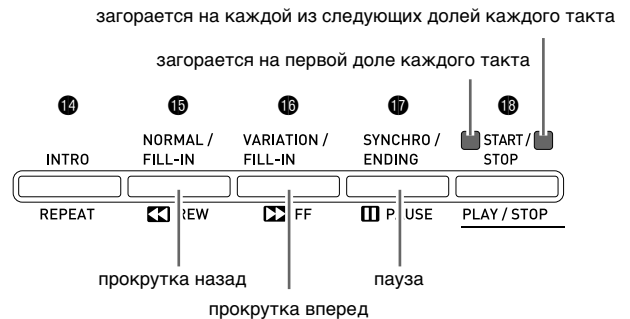 загорается на каждой из следующих долей каждого такта
загорается на первой доле каждого такта
14 15 16 17 18
NORMAL / VARIATION / SYNCHRO / START /
INTRO FILL-IN FILL-IN ENDING STOP
REPEAT REW FF PAUSE PLAY / STOP
прокрутка назад пауза
прокрутка вперед